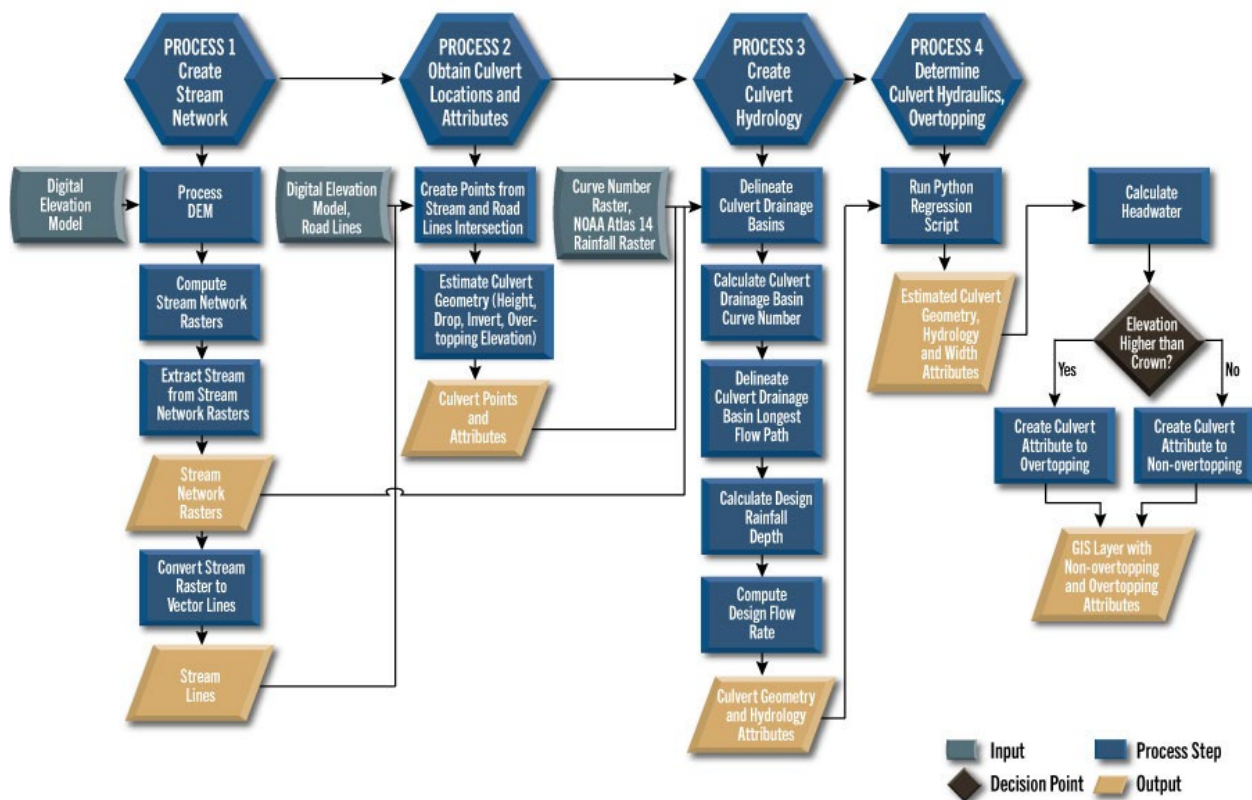 PROCESS 1
Create
Stream
Network
PROCESS 2
Obtain Culvert
Locations and
Attributes
PROCESS 3
Create
Culvert
Hydrology
PROCESS 4
Determine
Culvert Hydraulics,
Overtopping
Digital
Elevation
Model
Process
DEM
Compute
Stream Network
Rasters
Extract Stream
from Stream
Network Rasters
Stream
Network
Rasters
Convert Stream
Raster to
Vector Lines
Stream
Lines
Digital Elevation
Model,
Road Lines
Create Points from
Stream and Road
Lines Intersection
Estimate Culvert
Geometry (Height,
Drop, Invert, Over-
topping Elevation)
Culvert Points
and
Attributes
Curve Number
Raster,
NOAA Atlas 14
Rainfall Raster
Delineate
Culvert Drainage
Basins
Calculate Culvert
Drainage Basin
Curve Number
Delineate
Culvert Drainage
Basin Longest
Flow Path
Calculate Design
Rainfall
Depth
Compute
Design Flow
Rate
Culvert Geometry
and Hydrology
Attributes
Run Python
Regression
Script
Estimated Culvert
Geometry,
Hydrology
and Width
Attributes
Calculate
Headwater
Elevation
Higher than
Crown?
Yes
No
Create Culvert
Attribute to
Overtopping
Create Culvert
Attribute to
Non-overtopping
GIS Layer with
Non-overtopping
and Overtopping
Attributes
Input
Process Step
Decision Point
Output